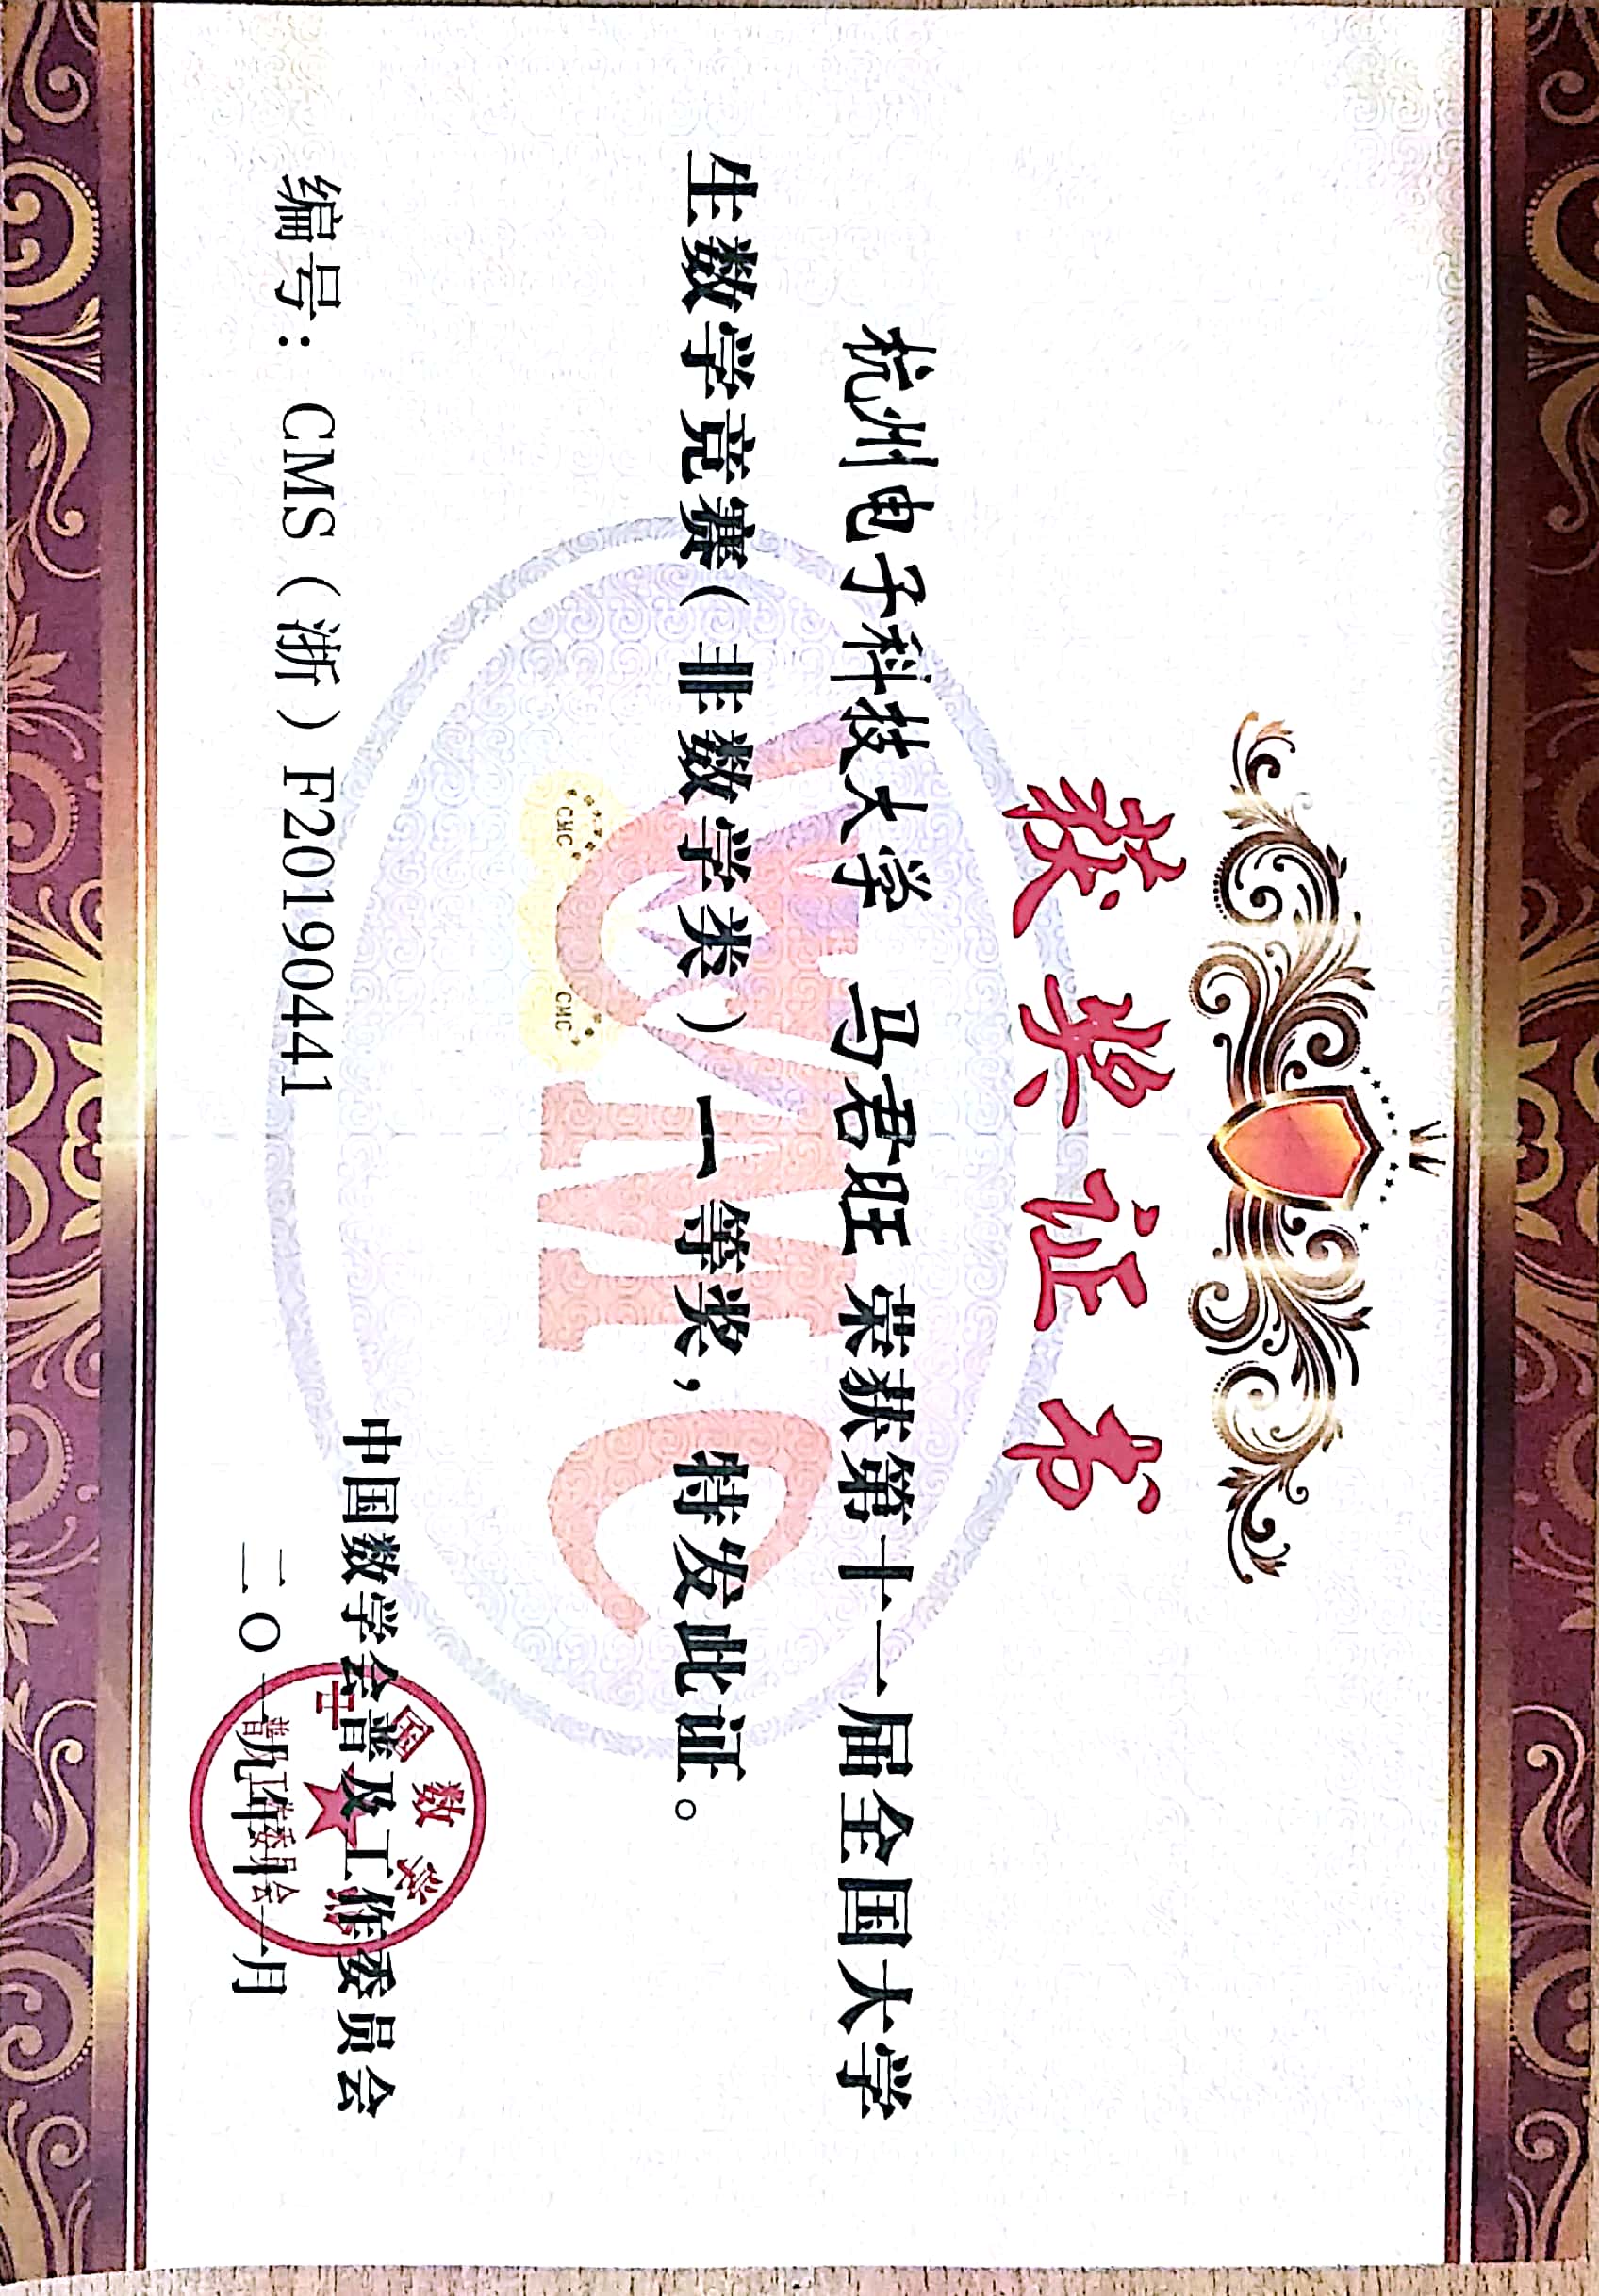 获奖证书
杭州电子科技大学 马君旺 荣获第十一届全国大学
生数学竞赛(非数学类) 一等奖，特发此证。
CMC
CMC CMC
中国数学会
中国数学会普及工作委员会
编号：CMS（浙）F20190441
二〇一九年十一月
普及工作委员会